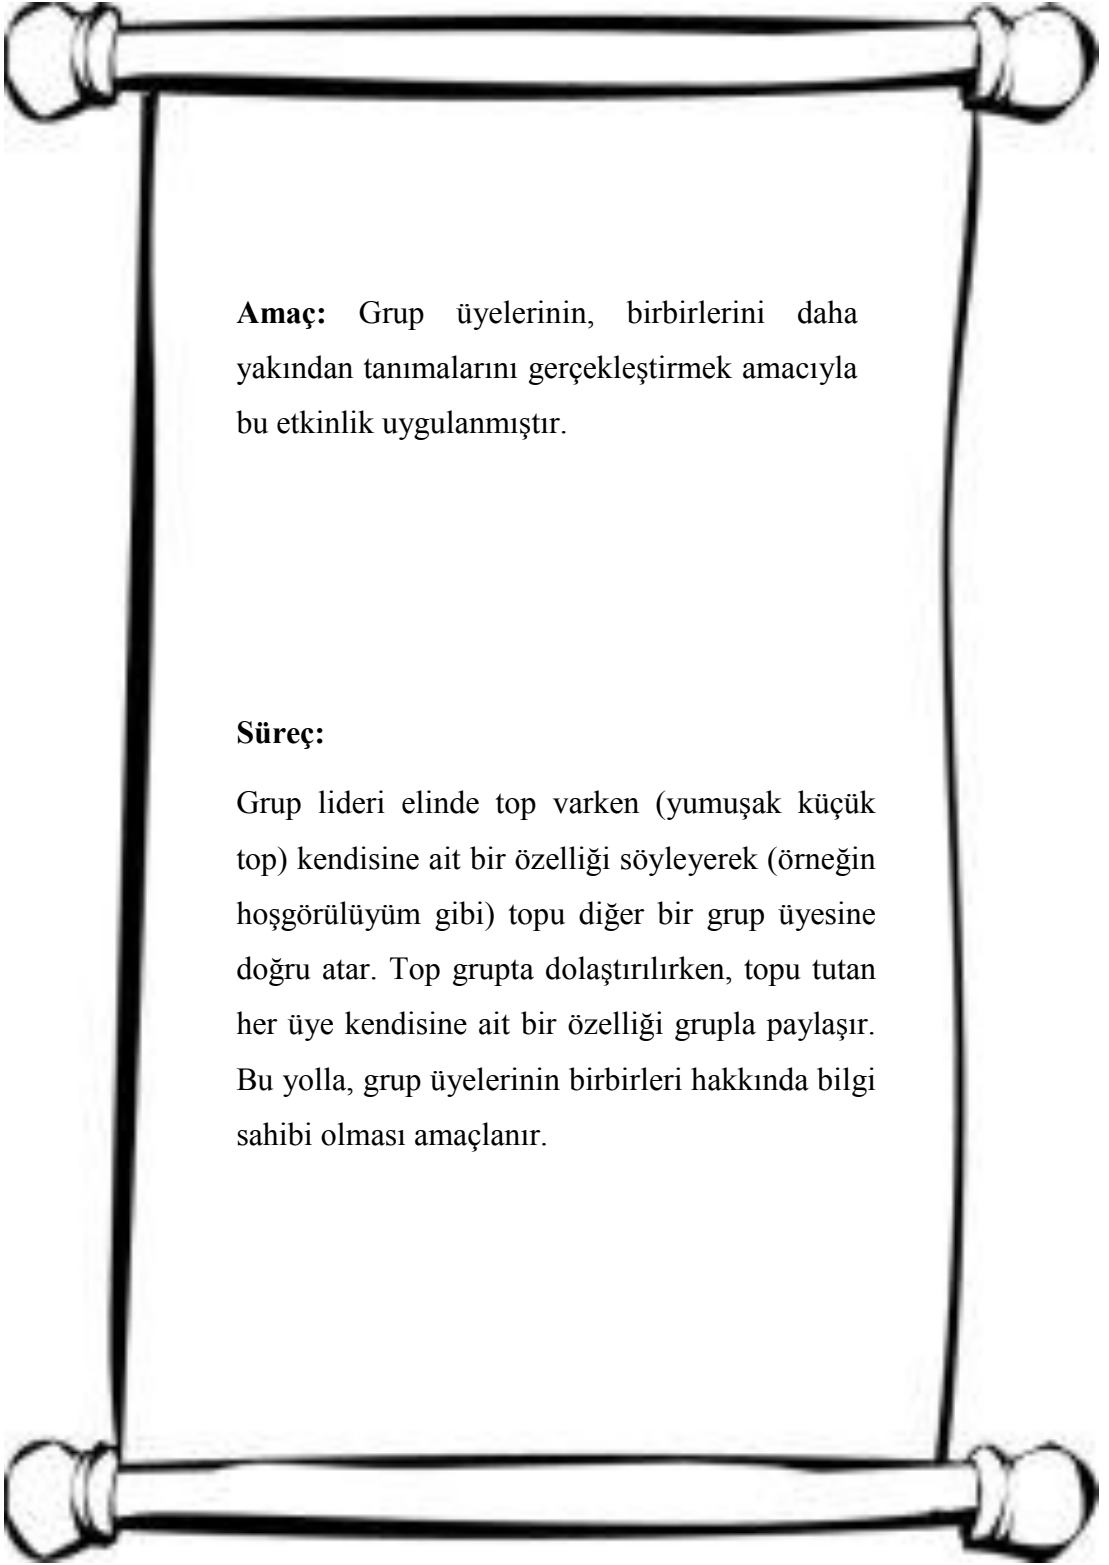 Amaç: Grup üyelerinin, birbirlerini daha
yakından tanımalarını gerçekleştirmek amacıyla
bu etkinlik uygulanmıştır.
Süreç:
Grup lideri elinde top varken (yumuşak küçük
top) kendisine ait bir özelliği söyleyerek (örneğin
hoşgörülüyüm gibi) topu diğer bir grup üyesine
doğru atar. Top grupta dolaştırılırken, topu tutan
her üye kendisine ait bir özelliği grupla paylaşır.
Bu yolla, grup üyelerinin birbirleri hakkında bilgi
sahibi olması amaçlanır.